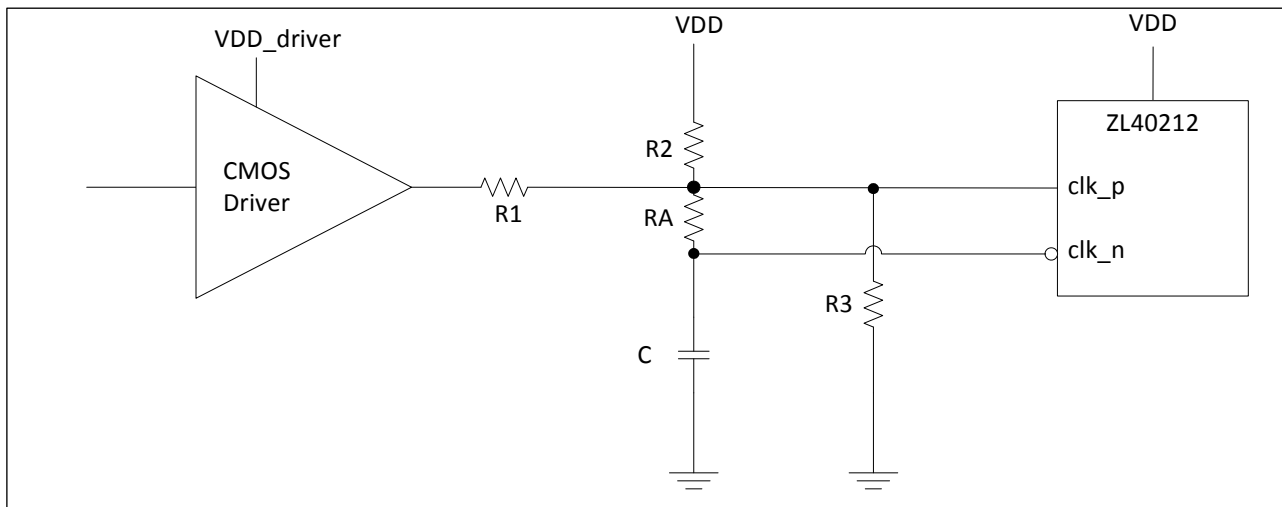 VDD_driver
VDD
VDD
ZL40212
R2
CMOS
Driver
clk_p
R1
RA
clk_n
R3
C